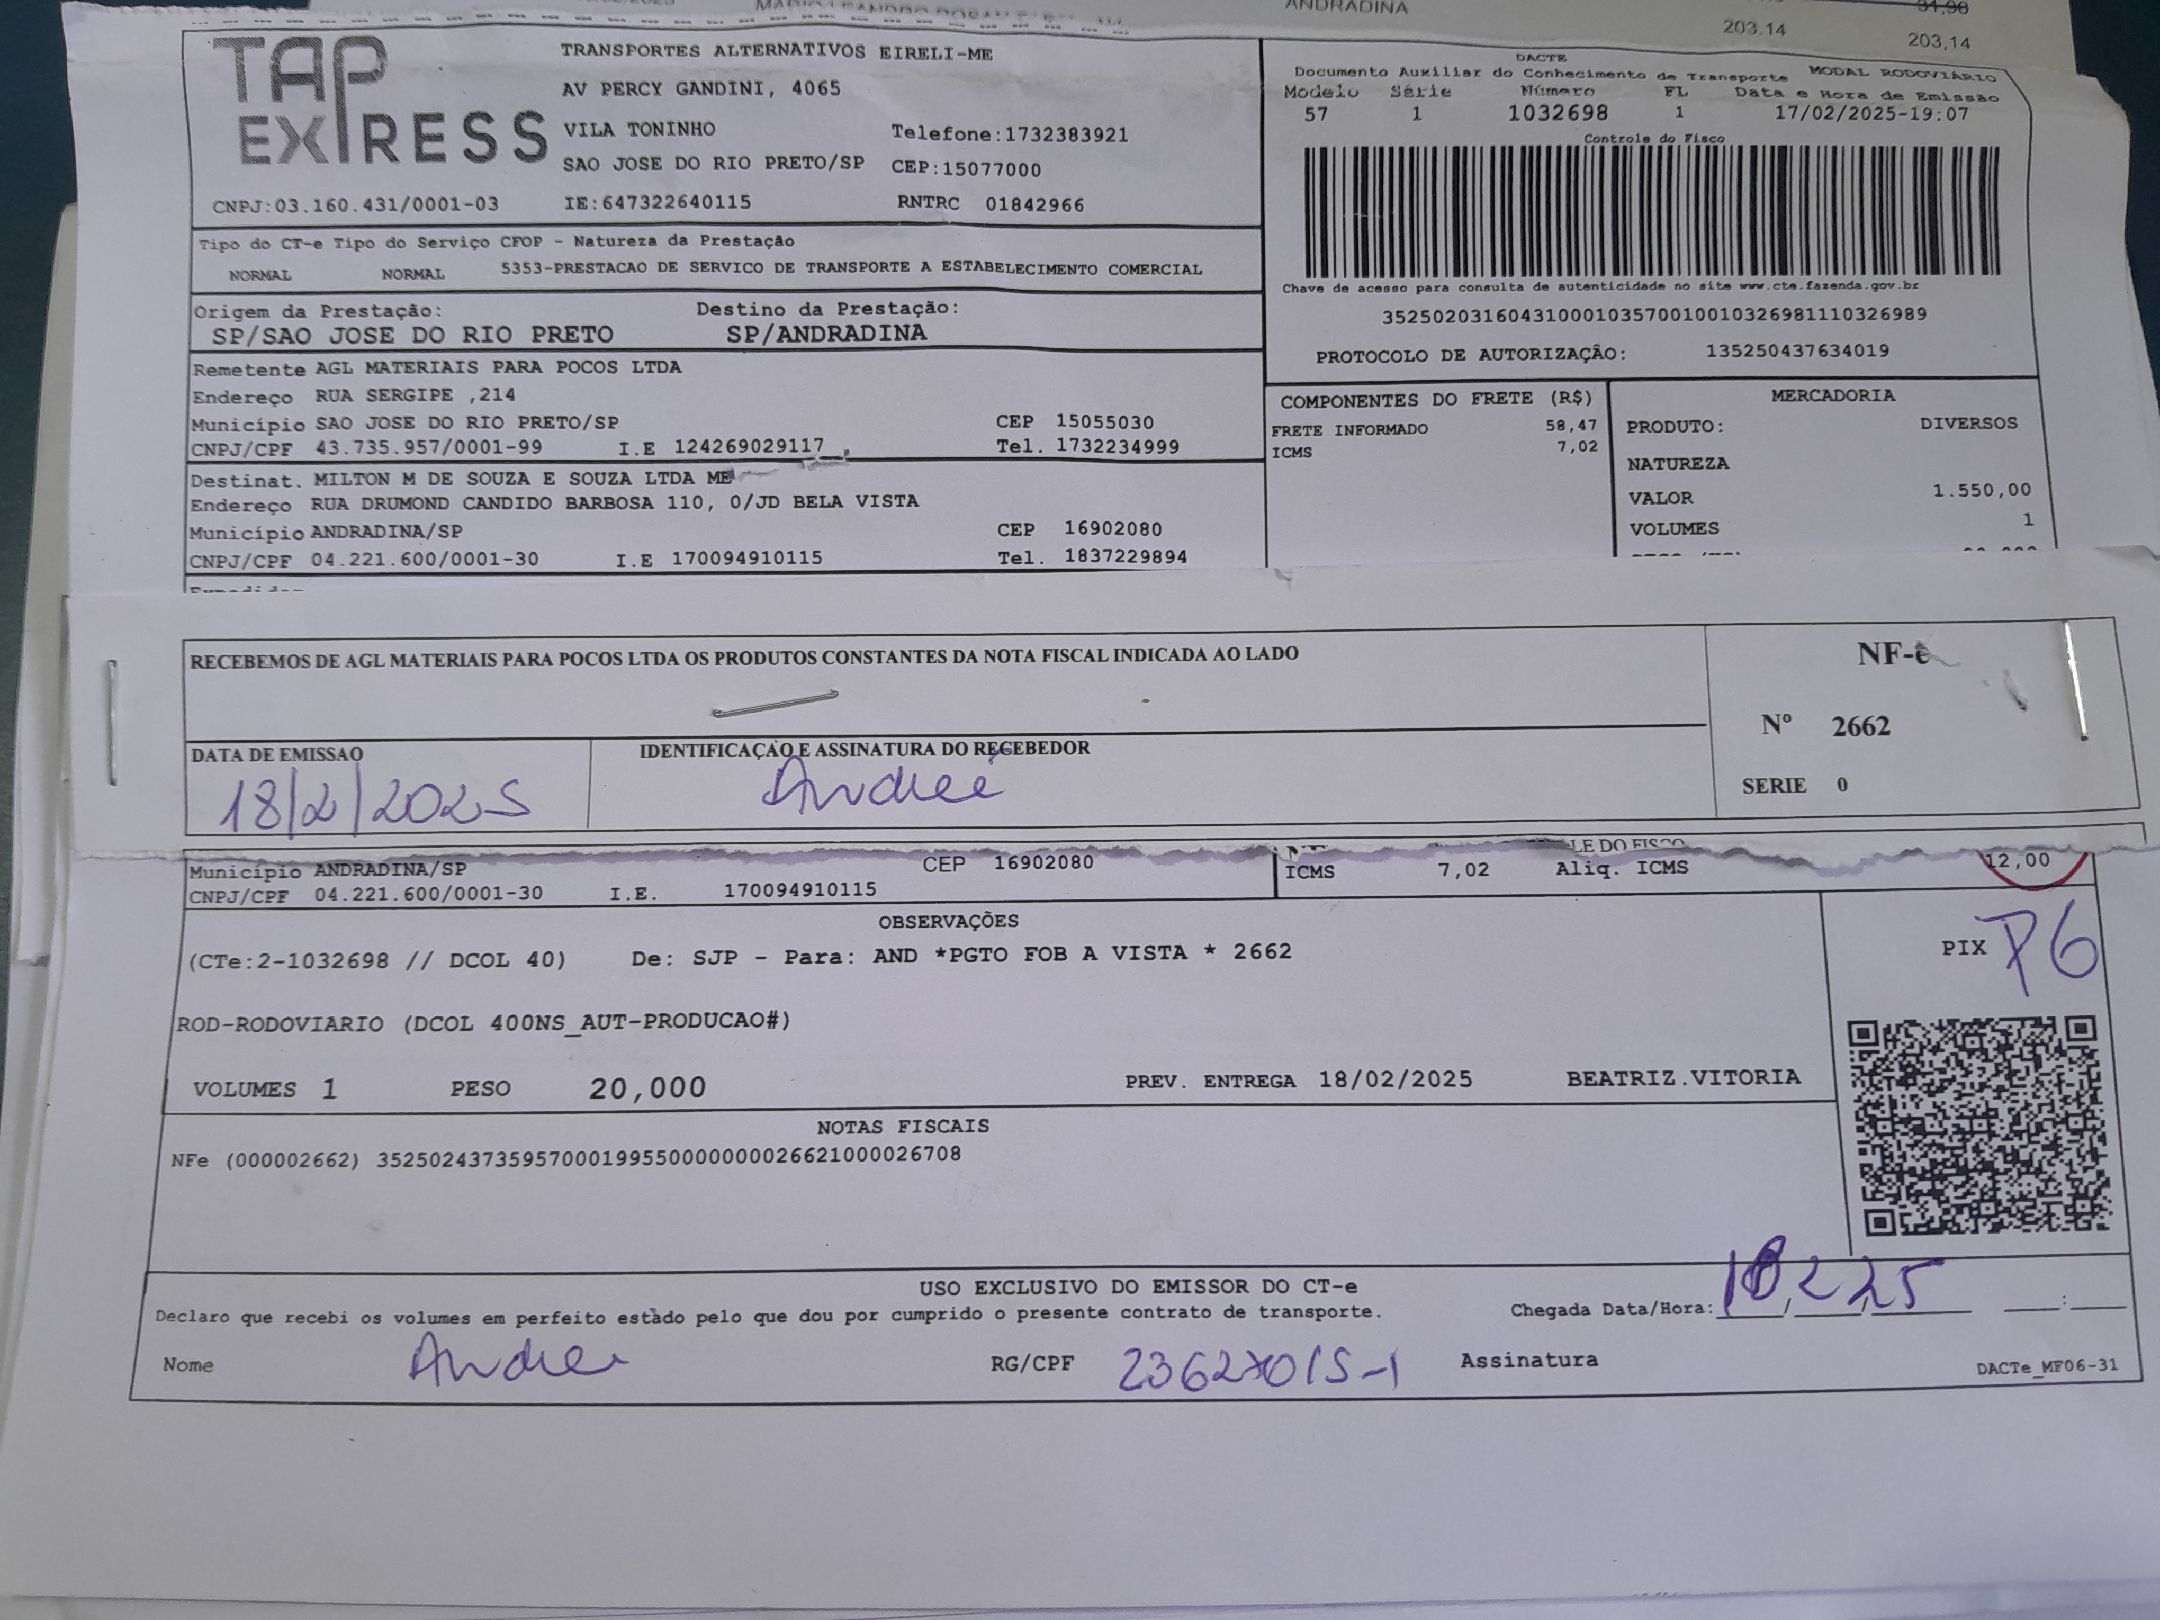 ANDRADINA
203.14
203,14
TAP EXPRESS
TRANSPORTES ALTERNATIVOS EIRELI-ME
AV PERCY GANDINI, 4065
VILA TONINHO Telefone:1732383921
SAO JOSE DO RIO PRETO/SP CEP:15077000
CNPJ:03.160.431/0001-03 IE:647322640115 RNTRC 01842966
DACTE
Documento Auxiliar do Conhecimento de Transporte MODAL RODOVIÁRIO
Modelo Série Número FL Data e Hora de Emissão
57 1 1032698 1 17/02/2025-19:07
Controle do Fisco
Chave de acesso para consulta de autenticidade no site www.cte.fazenda.gov.br
35250203160431000103570010010326981110326989
PROTOCOLO DE AUTORIZAÇÃO: 135250437634019
Tipo do CT-e Tipo do Serviço CFOP - Natureza da Prestação
NORMAL NORMAL 5353-PRESTACAO DE SERVICO DE TRANSPORTE A ESTABELECIMENTO COMERCIAL
Origem da Prestação: Destino da Prestação:
SP/SAO JOSE DO RIO PRETO SP/ANDRADINA
Remetente AGL MATERIAIS PARA POCOS LTDA
Endereço RUA SERGIPE ,214
Município SAO JOSE DO RIO PRETO/SP CEP 15055030
CNPJ/CPF 43.735.957/0001-99 I.E 124269029117 Tel. 1732234999
Destinat. MILTON M DE SOUZA E SOUZA LTDA ME
Endereço RUA DRUMOND CANDIDO BARBOSA 110, 0/JD BELA VISTA
Município ANDRADINA/SP CEP 16902080
CNPJ/CPF 04.221.600/0001-30 I.E 170094910115 Tel. 1837229894
COMPONENTES DO FRETE (R$)
FRETE INFORMADO 58,47
ICMS 7,02
MERCADORIA
PRODUTO: DIVERSOS
NATUREZA
VALOR 1.550,00
VOLUMES 1
RECEBEMOS DE AGL MATERIAIS PARA POCOS LTDA OS PRODUTOS CONSTANTES DA NOTA FISCAL INDICADA AO LADO
NF-e
Nº 2662
SERIE 0
DATA DE EMISSAO IDENTIFICAÇÃO E ASSINATURA DO RECEBEDOR
18/2/2025
Município ANDRADINA/SP CEP 16902080
CNPJ/CPF 04.221.600/0001-30 I.E. 170094910115
LE DO FISCO
ICMS 7,02 Aliq. ICMS 12,00
OBSERVAÇÕES
(CTe:2-1032698 // DCOL 40) De: SJP - Para: AND *PGTO FOB A VISTA * 2662
PIX
ROD-RODOVIARIO (DCOL 400NS_AUT-PRODUCAO#)
VOLUMES 1 PESO 20,000 PREV. ENTREGA 18/02/2025 BEATRIZ.VITORIA
NOTAS FISCAIS
NFe (000002662) 35250243735957000199550000000026621000026708
USO EXCLUSIVO DO EMISSOR DO CT-e
Declaro que recebi os volumes em perfeito estado pelo que dou por cumprido o presente contrato de transporte. Chegada Data/Hora: 18 2 25
Nome RG/CPF Assinatura
DACTe_MF06-31